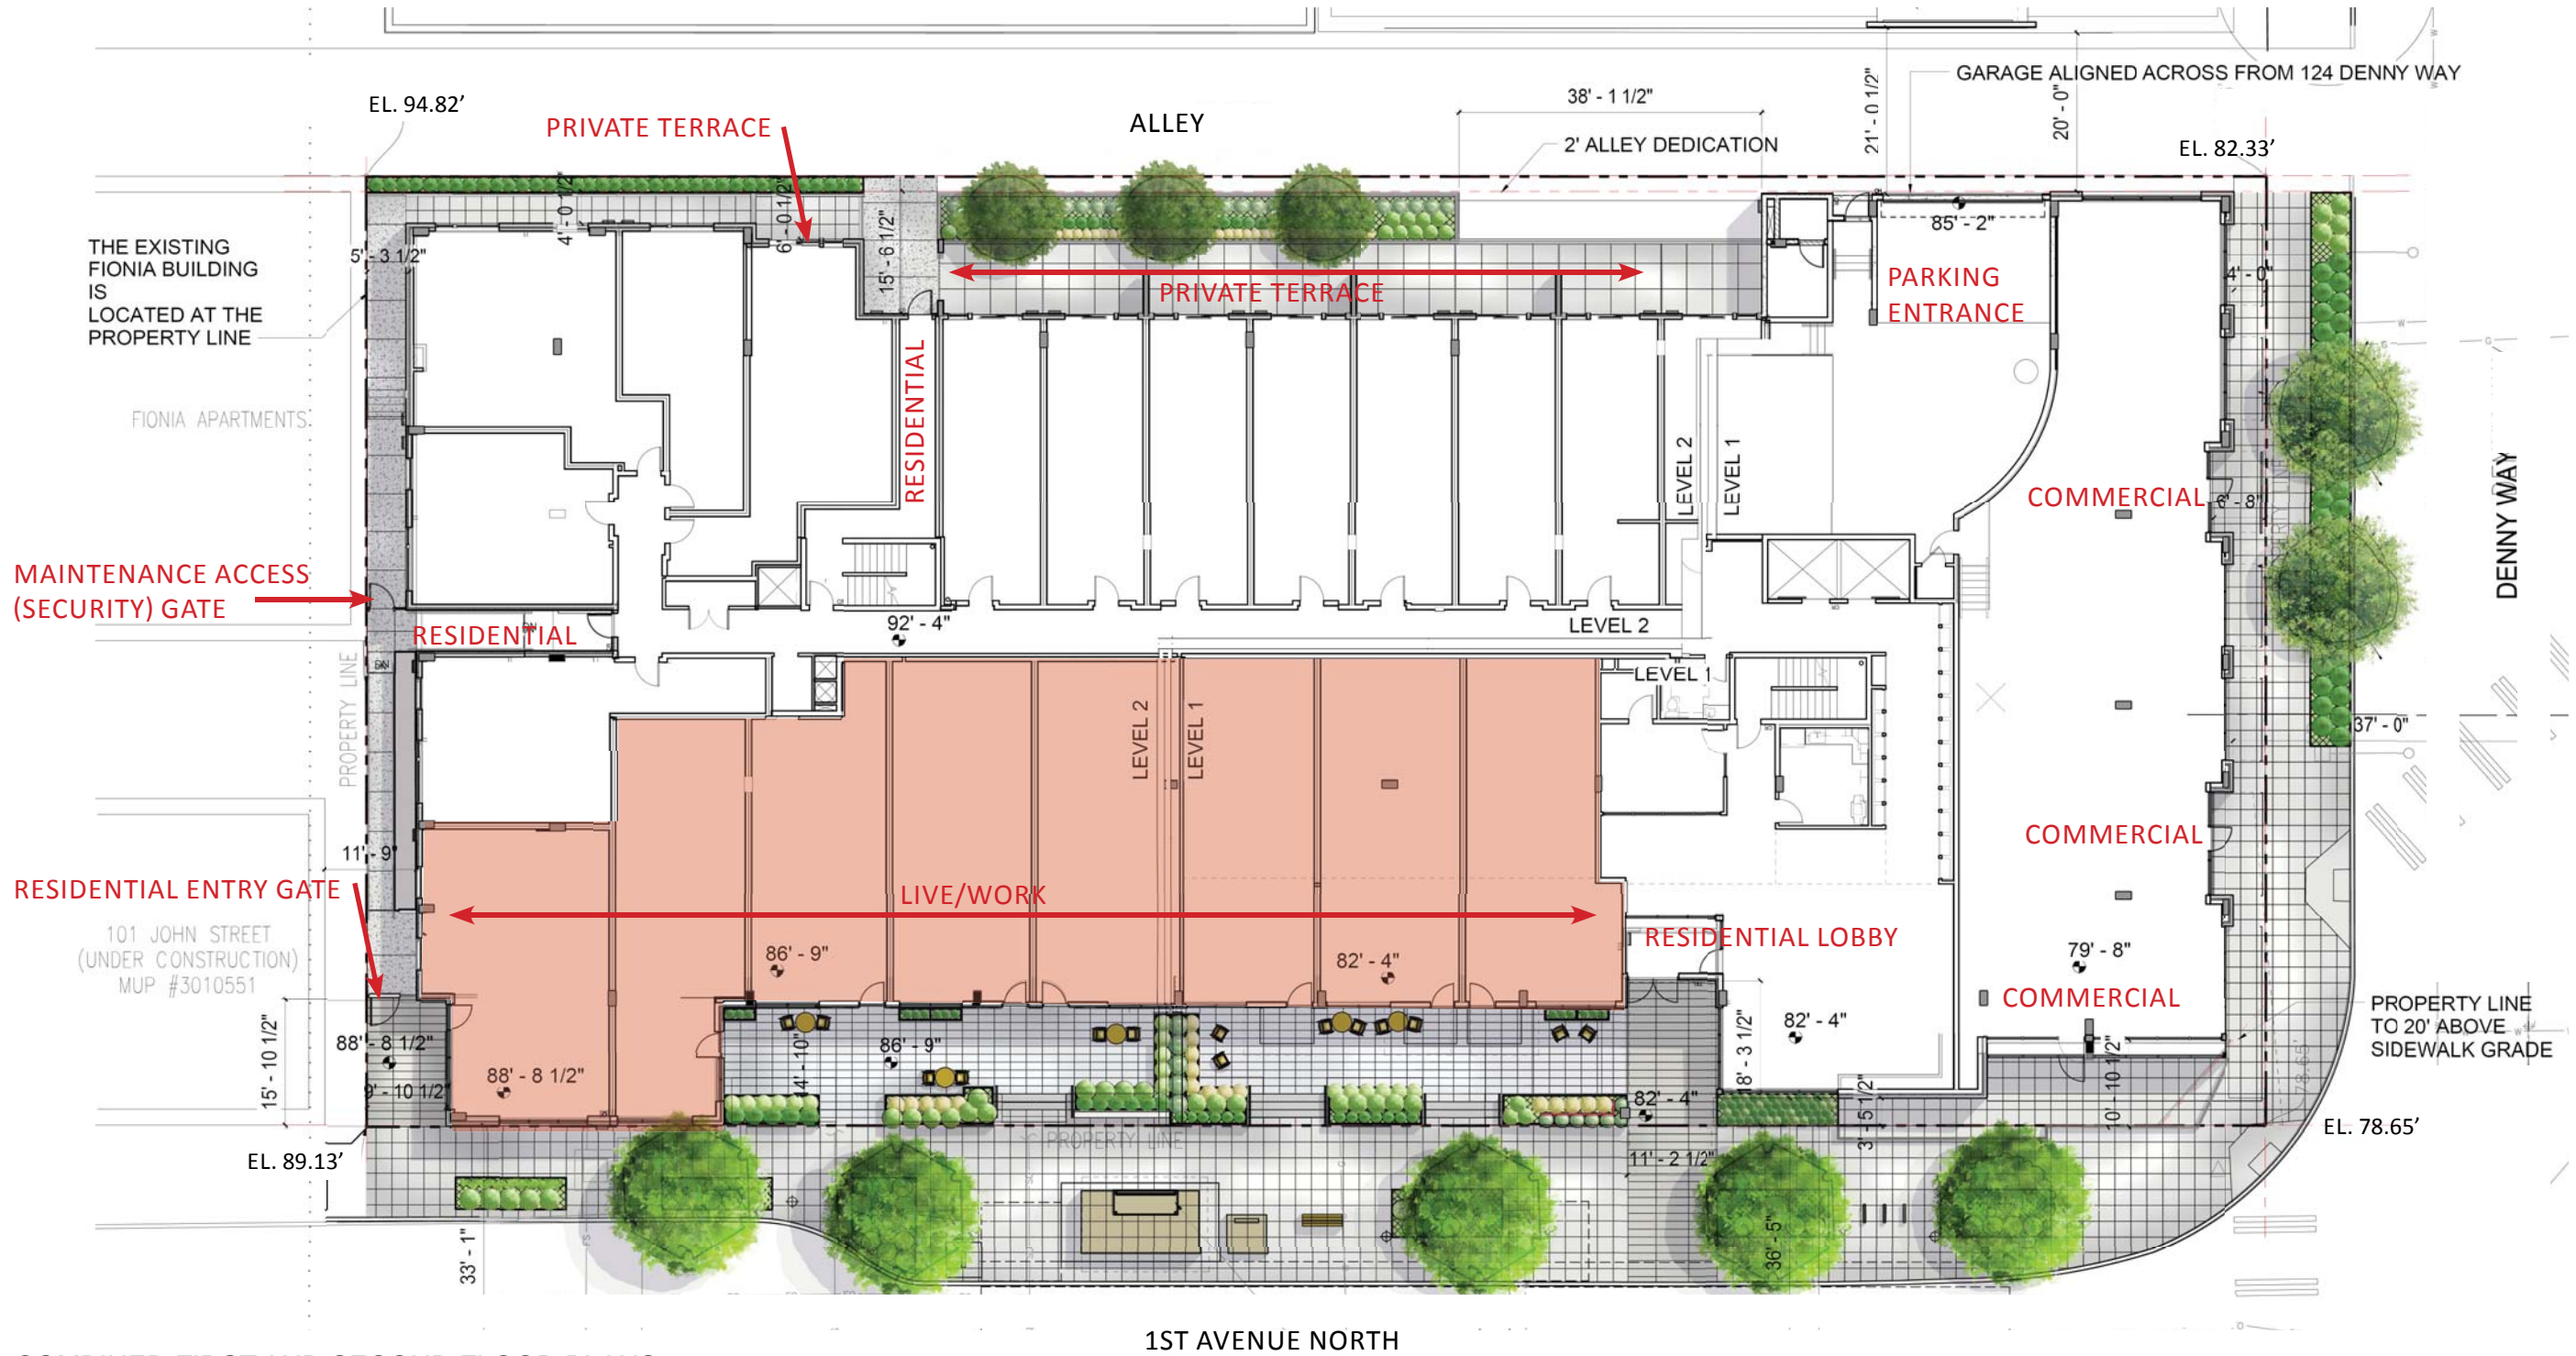 GARAGE ALIGNED ACROSS FROM 124 DENNY WAY
EL. 94.82’
38' - 1 1/2"
21' - 0 1/2"
20' - 0"
PRIVATE TERRACE
ALLEY
2' ALLEY DEDICATION
EL. 82.33’
THE EXISTING
FIONIA BUILDING
IS
LOCATED AT THE
PROPERTY LINE
5' - 3 1/2"
4' - 0 1/2"
6' - 0 1/2"
15' - 6 1/2"
85' - 2"
4' - 0"
PRIVATE TERRACE
PARKING
ENTRANCE
FIONIA APARTMENTS
RESIDENTIAL
LEVEL 2
LEVEL 1
COMMERCIAL
6' - 8"
DENNY WAY
MAINTENANCE ACCESS
(SECURITY) GATE
RESIDENTIAL
92' - 4"
LEVEL 2
LEVEL 1
PROPERTY LINE
LEVEL 2
LEVEL 1
37' - 0"
COMMERCIAL
11' - 9"
RESIDENTIAL ENTRY GATE
LIVE/WORK
101 JOHN STREET
(UNDER CONSTRUCTION)
MUP #3010551
86' - 9"
82' - 4"
RESIDENTIAL LOBBY
79' - 8"
COMMERCIAL
PROPERTY LINE
TO 20' ABOVE
SIDEWALK GRADE
15' - 10 1/2"
88' - 8 1/2"
9' - 10 1/2"
88' - 8 1/2"
14' - 10"
86' - 9"
18' - 3 1/2"
82' - 4"
82' - 4"
3' - 5 1/2"
10' - 10 1/2"
78.65'
EL. 78.65’
PROPERTY LINE
EL. 89.13’
11' - 2 1/2"
33' - 1"
36' - 5"
1ST AVENUE NORTH